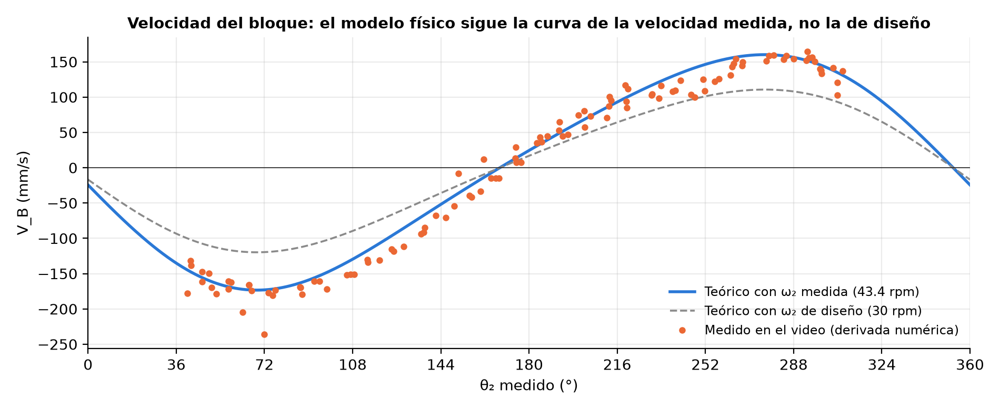 Velocidad del bloque: el modelo físico sigue la curva de la velocidad medida, no la de diseño
V_B (mm/s)
150
100
50
0
−50
−100
−150
−200
−250
0 36 72 108 144 180 216 252 288 324 360
θ₂ medido (°)
Teórico con ω₂ medida (43.4 rpm)
Teórico con ω₂ de diseño (30 rpm)
Medido en el video (derivada numérica)